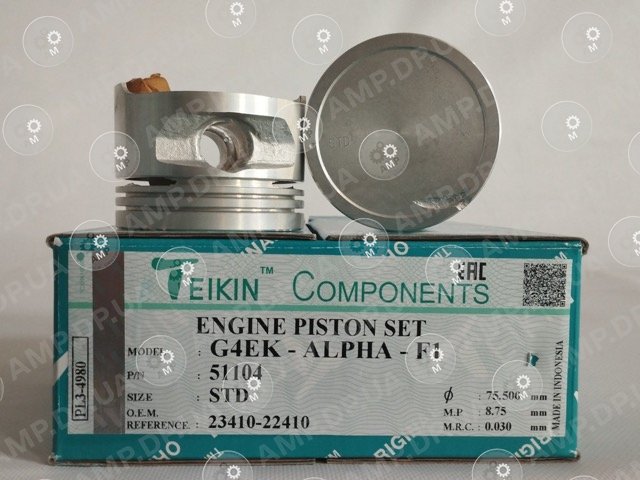 STD
TEIKIN™ COMPONENTS
EAC
ENGINE PISTON SET
MODEL : G4EK - ALPHA - F1
P/N : 51104
SIZE : STD ϕ : 75.500 mm
O.E.M. M.P : 8.75 mm
REFERENCE. : 23410-22410 M.R.C. : 0.030 mm
PL3-4980
MADE IN INDONESIA
AMP.DP.UA